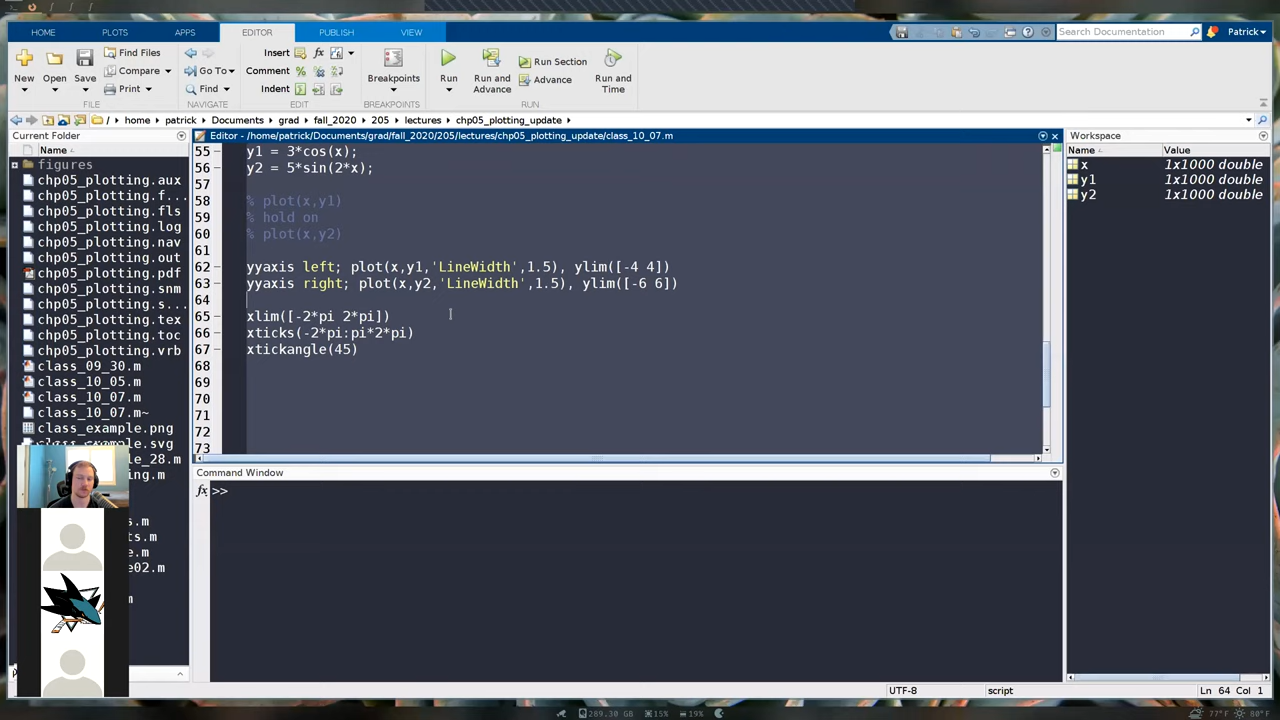 HOME PLOTS APPS EDITOR PUBLISH VIEW Search Documentation Patrick
New Open Save Find Files Compare Print Go To Find Insert fx Comment Indent Breakpoints Run Run and Advance Run Section Advance Run and Time
FILE NAVIGATE EDIT BREAKPOINTS RUN
/ home patrick Documents grad fall_2020 205 lectures chp05_plotting_update
Current Folder
Name
figures
chp05_plotting.aux
chp05_plotting.f...
chp05_plotting.fls
chp05_plotting.log
chp05_plotting.nav
chp05_plotting.out
chp05_plotting.pdf
chp05_plotting.snm
chp05_plotting.s...
chp05_plotting.tex
chp05_plotting.toc
chp05_plotting.vrb
class_09_30.m
class_10_05.m
class_10_07.m
class_10_07.m~
class_example.png
class_example.svg
le_28.m
ing.m
s.m
ts.m
e.m
e02.m
m
Editor - /home/patrick/Documents/grad/fall_2020/205/lectures/chp05_plotting_update/class_10_07.m
55 y1 = 3*cos(x);
56 y2 = 5*sin(2*x);
57
58 % plot(x,y1)
59 % hold on
60 % plot(x,y2)
61
62 yyaxis left; plot(x,y1,'LineWidth',1.5), ylim([-4 4])
63 yyaxis right; plot(x,y2,'LineWidth',1.5), ylim([-6 6])
64
65 xlim([-2*pi 2*pi])
66 xticks(-2*pi:pi*2*pi)
67 xtickangle(45)
68
69
70
71
72
73
Command Window
fx >>
Workspace
Name Value
x 1x1000 double
y1 1x1000 double
y2 1x1000 double
UTF-8 script Ln 64 Col 1
289.30 GB 15% 19% 77°F 80°F